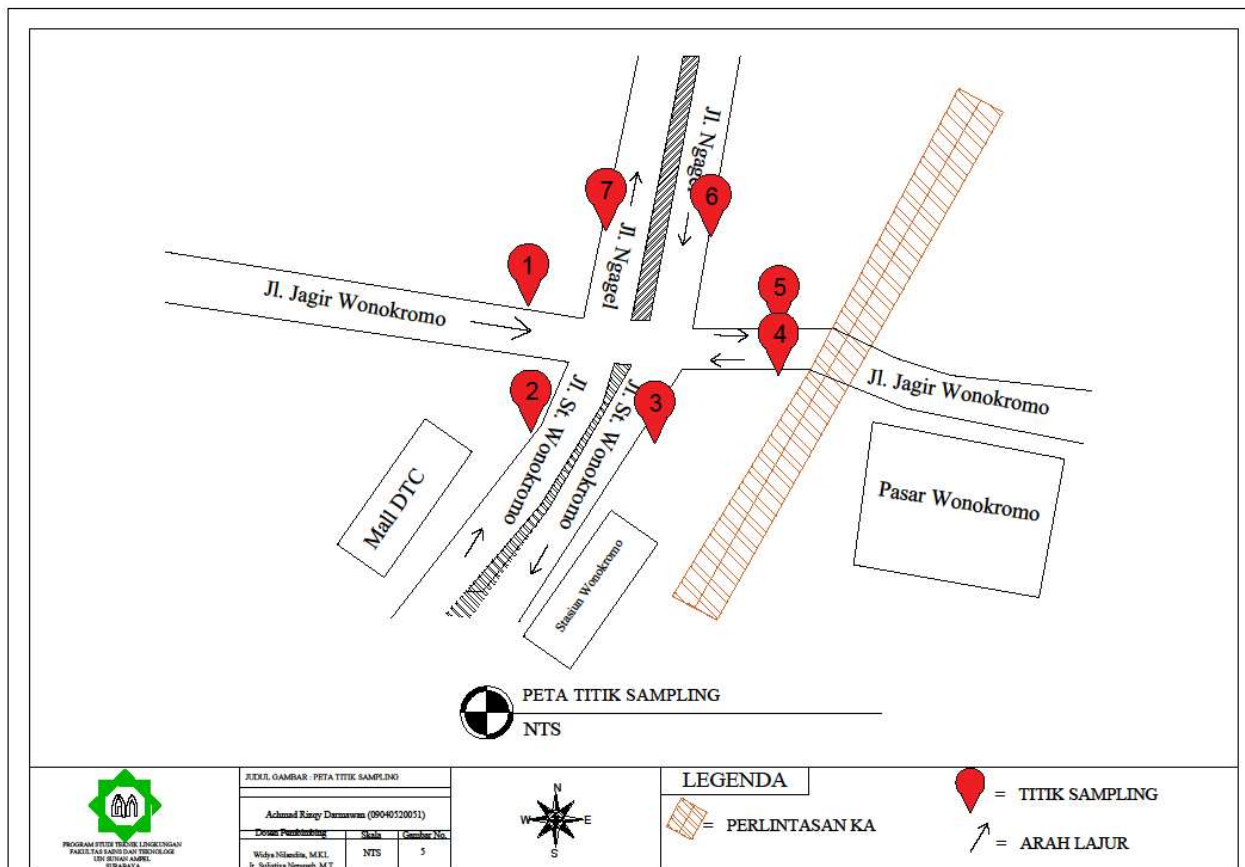 Jl. Ngagel
7
6
Jl. Ngagel
1
5
Jl. Jagir Wonokromo
4
2
3
Jl. Jagir Wonokromo
Jl. St. Wonokromo
Jl. St. Wonokromo
Mall DTC
Pasar Wonokromo
Stasiun Wonokromo
PETA TITIK SAMPLING
NTS
PROGRAM STUDI TEKNIK LINGKUNGAN
FAKULTAS SAINS DAN TEKNOLOGI
UIN SUNAN AMPEL
SURABAYA
JUDUL GAMBAR : PETA TITIK SAMPLING
Achmad Rizqy Darmawan (09040520051)
Dosen Pembimbing
Skala
Gambar No.
Widya Nilandita, M.KL
NTS
5
Ir. Sulistiya Nengseh, M.T
N
W
E
S
LEGENDA
= PERLINTASAN KA
= TITIK SAMPLING
= ARAH LAJUR